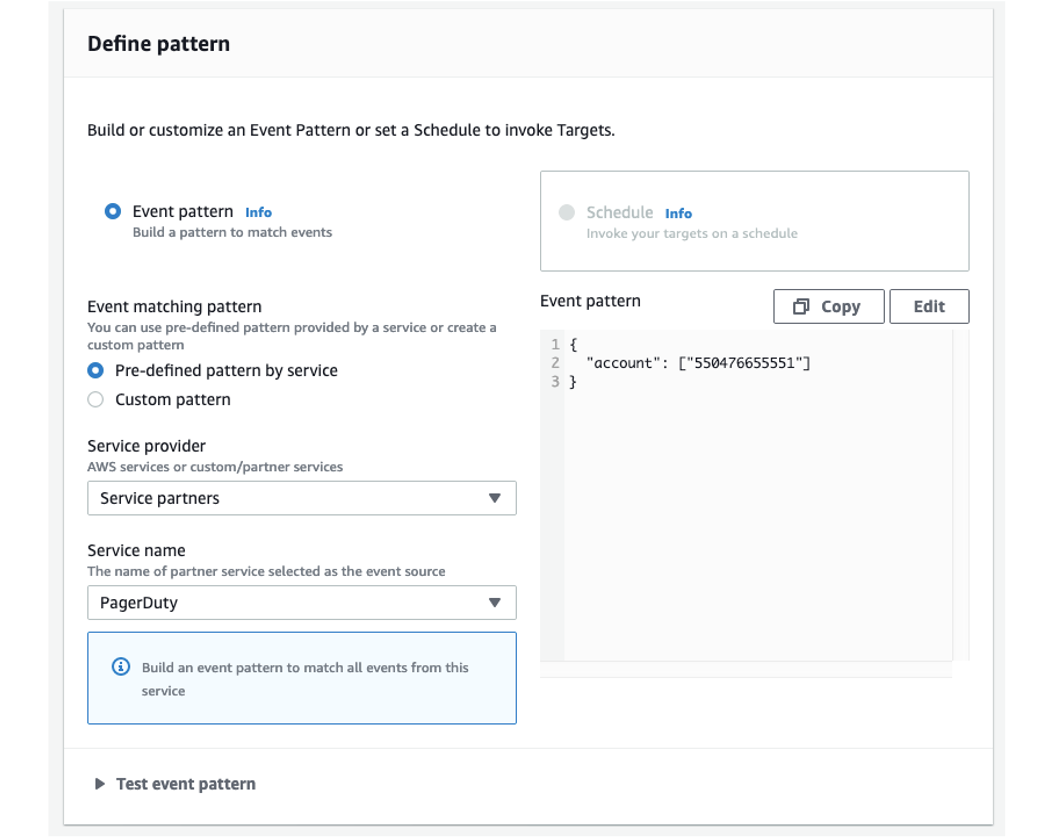 Define pattern
Build or customize an Event Pattern or set a Schedule to invoke Targets.
Event pattern Info
Build a pattern to match events
Schedule Info
Invoke your targets on a schedule
Event matching pattern
You can use pre-defined pattern provided by a service or create a
custom pattern
Pre-defined pattern by service
Custom pattern
Service provider
AWS services or custom/partner services
Service partners
Service name
The name of partner service selected as the event source
PagerDuty
Build an event pattern to match all events from this
service
Event pattern
Copy
Edit
1 {
2   "account": ["550476655551"]
3 }
Test event pattern